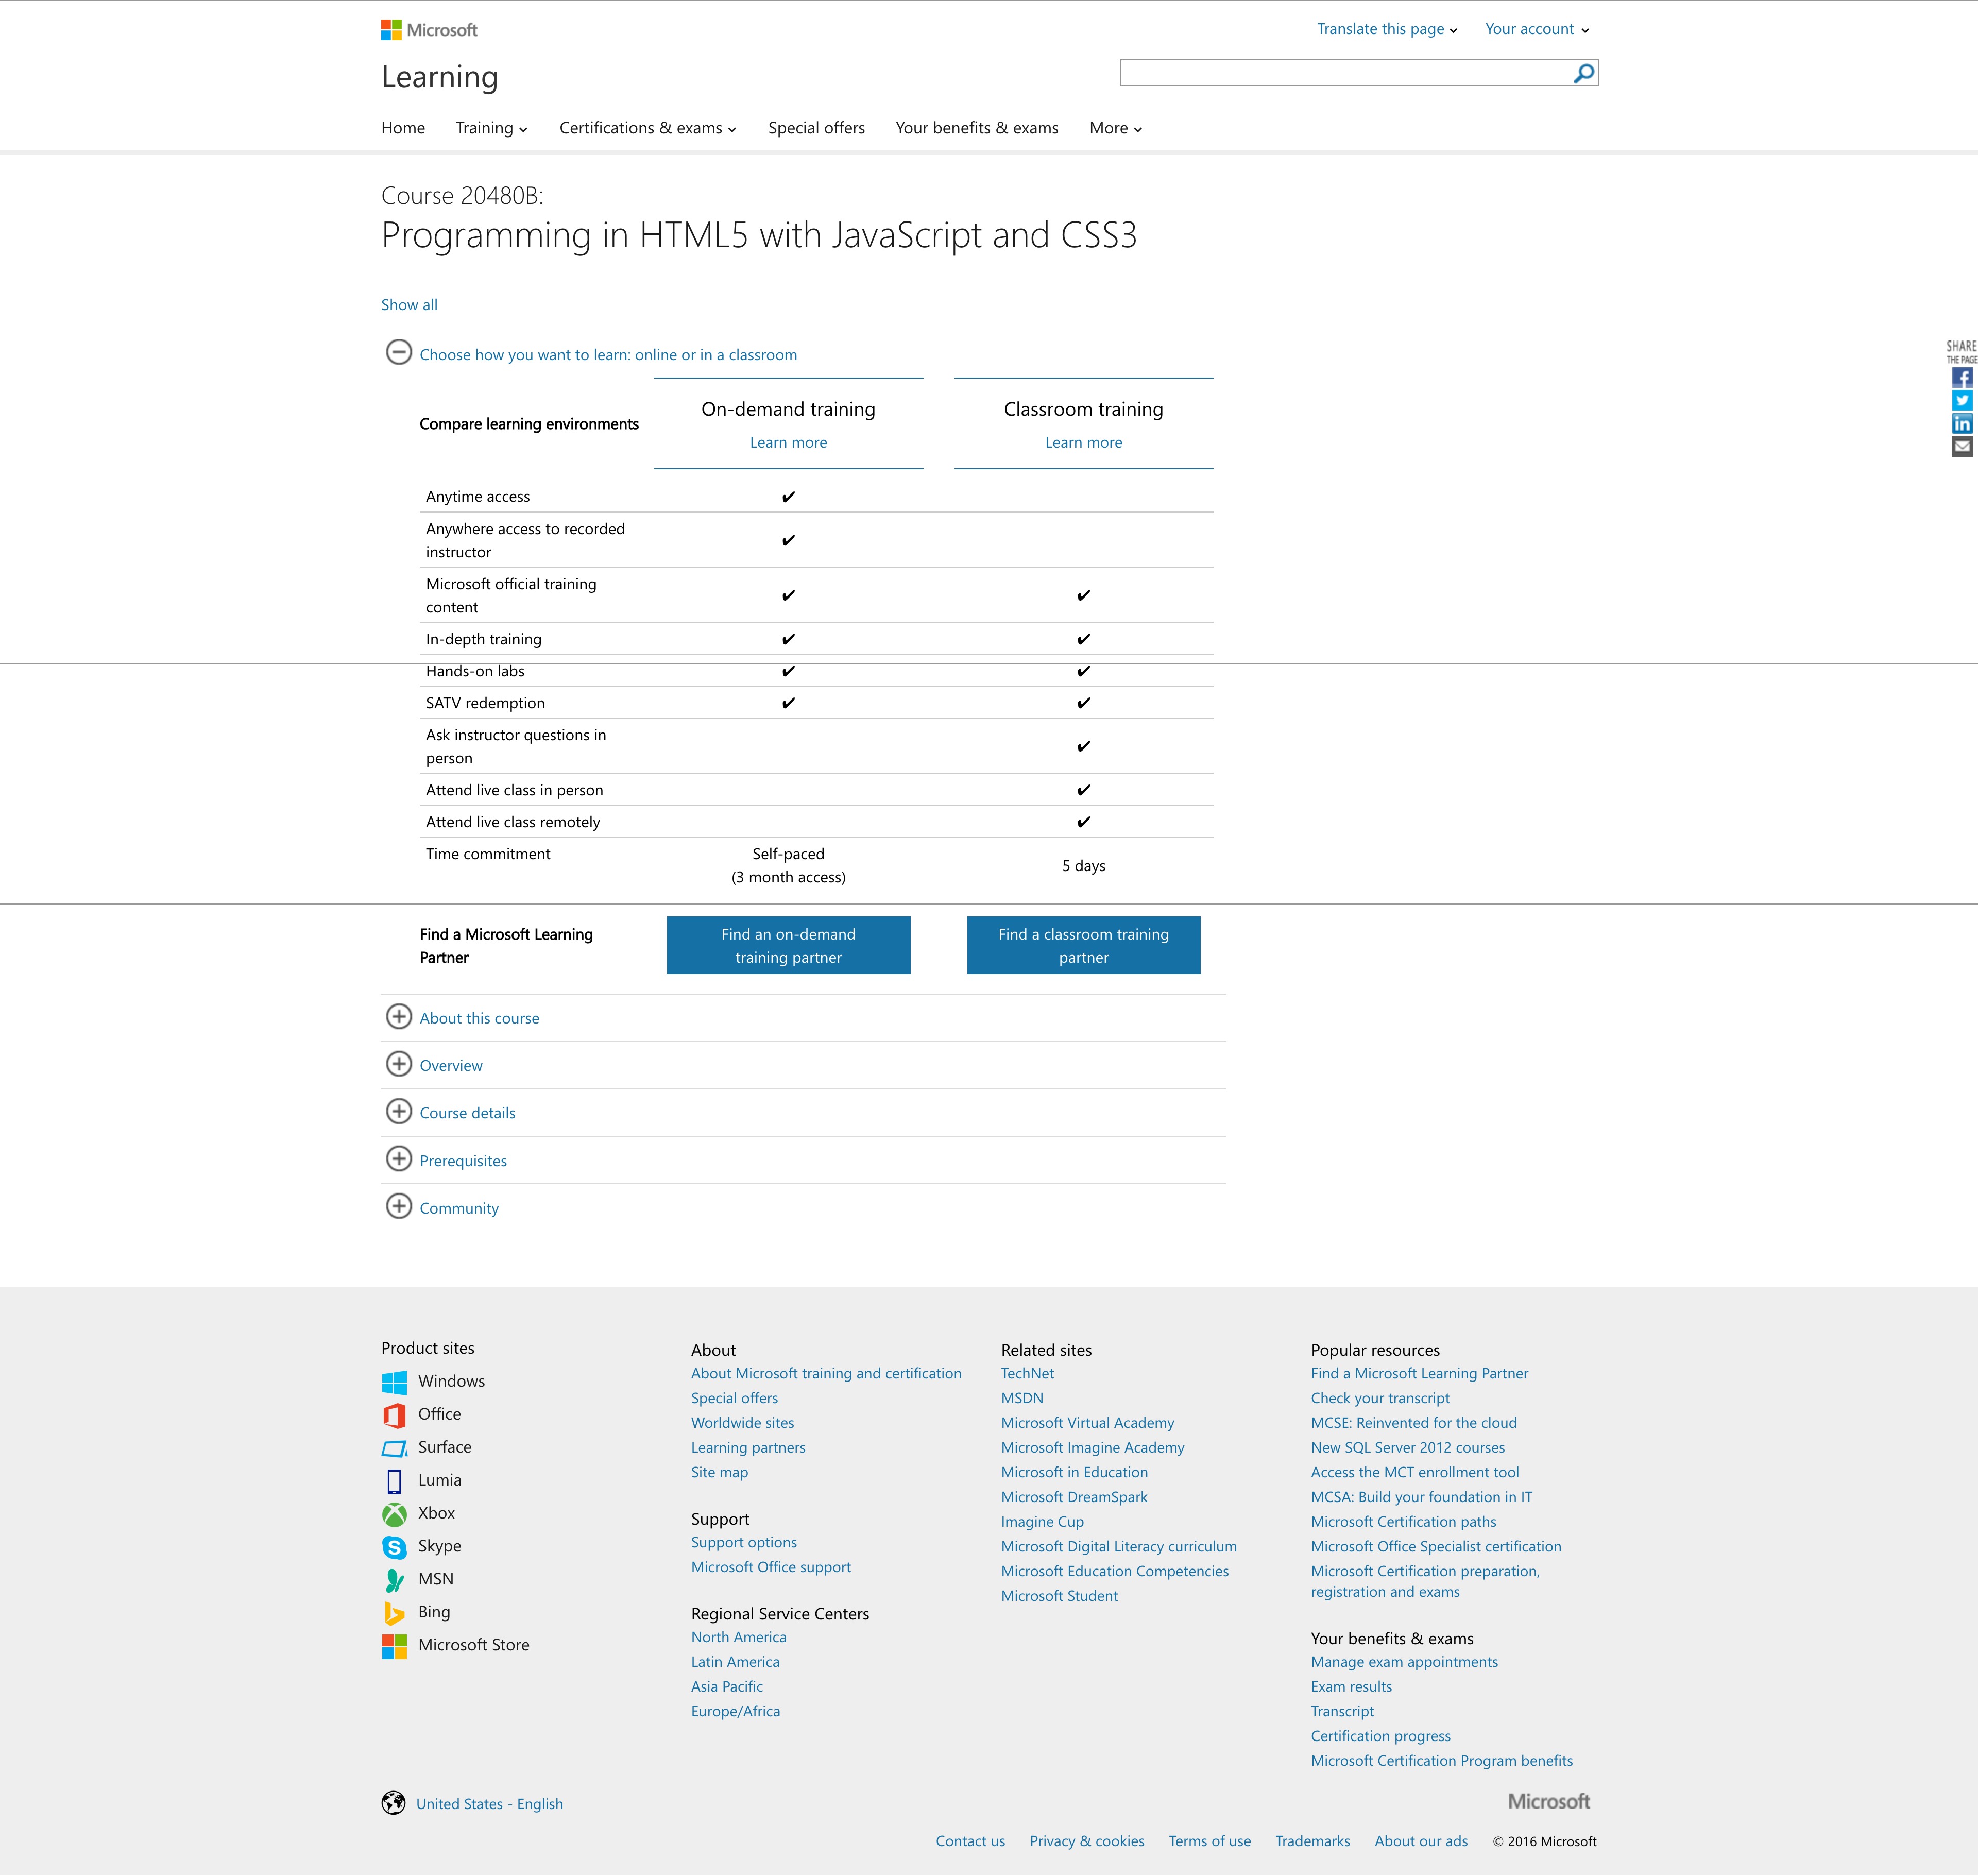 Microsoft
Translate this page
Your account
Learning
Home
Training
Certifications & exams
Special offers
Your benefits & exams
More
Course 20480B:
Programming in HTML5 with JavaScript and CSS3
Show all
Choose how you want to learn: online or in a classroom
SHARE
THE PAGE
Compare learning environments
On-demand training
Learn more
Classroom training
Learn more
Anytime access ✔
Anywhere access to recorded
instructor ✔
Microsoft official training
content ✔ ✔
In-depth training ✔ ✔
Hands-on labs ✔ ✔
SATV redemption ✔ ✔
Ask instructor questions in
person ✔
Attend live class in person ✔
Attend live class remotely ✔
Time commitment
Self-paced
(3 month access)
5 days
Find a Microsoft Learning
Partner
Find an on-demand
training partner
Find a classroom training
partner
About this course
Overview
Course details
Prerequisites
Community
Product sites
Windows
Office
Surface
Lumia
Xbox
Skype
MSN
Bing
Microsoft Store
About
About Microsoft training and certification
Special offers
Worldwide sites
Learning partners
Site map
Support
Support options
Microsoft Office support
Regional Service Centers
North America
Latin America
Asia Pacific
Europe/Africa
Related sites
TechNet
MSDN
Microsoft Virtual Academy
Microsoft Imagine Academy
Microsoft in Education
Microsoft DreamSpark
Imagine Cup
Microsoft Digital Literacy curriculum
Microsoft Education Competencies
Microsoft Student
Popular resources
Find a Microsoft Learning Partner
Check your transcript
MCSE: Reinvented for the cloud
New SQL Server 2012 courses
Access the MCT enrollment tool
MCSA: Build your foundation in IT
Microsoft Certification paths
Microsoft Office Specialist certification
Microsoft Certification preparation,
registration and exams
Your benefits & exams
Manage exam appointments
Exam results
Transcript
Certification progress
Microsoft Certification Program benefits
United States - English
Microsoft
Contact us
Privacy & cookies
Terms of use
Trademarks
About our ads
© 2016 Microsoft